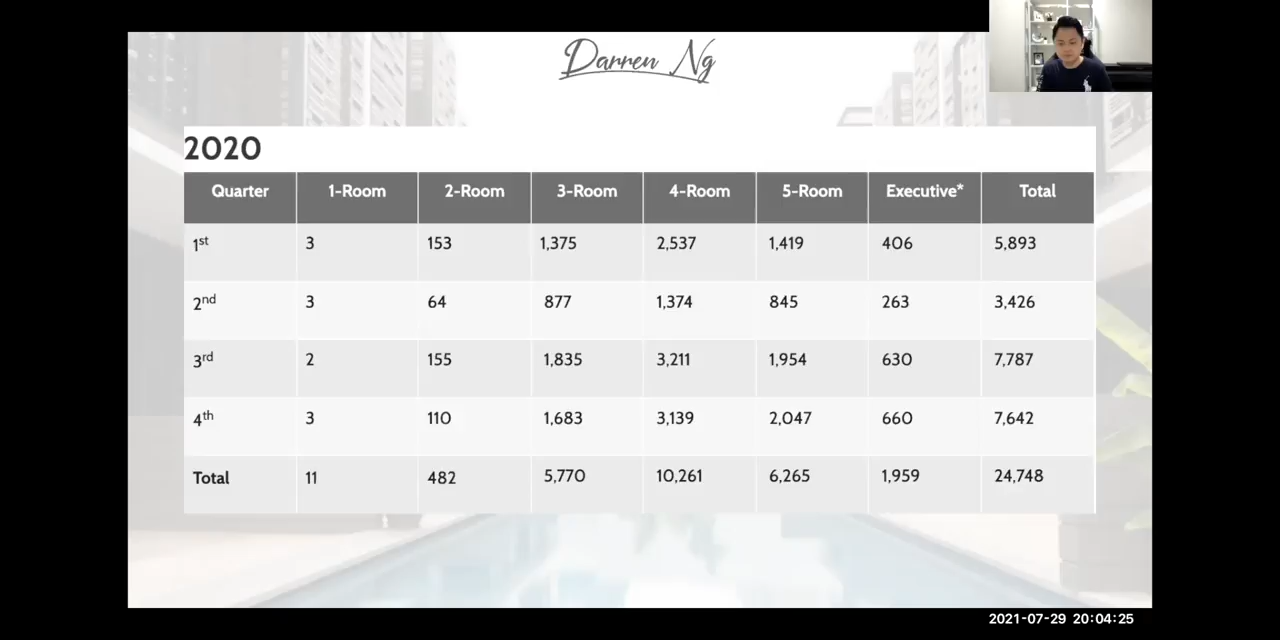 Darren Ng
2020
Quarter 1-Room 2-Room 3-Room 4-Room 5-Room Executive* Total
1st 3 153 1,375 2,537 1,419 406 5,893
2nd 3 64 877 1,374 845 263 3,426
3rd 2 155 1,835 3,211 1,954 630 7,787
4th 3 110 1,683 3,139 2,047 660 7,642
Total 11 482 5,770 10,261 6,265 1,959 24,748
2021-07-29 20:04:25